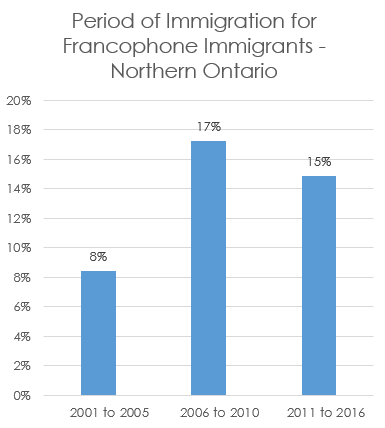 Period of Immigration for
Francophone Immigrants -
Northern Ontario
20%
18%
16%
14%
12%
10%
8%
6%
4%
2%
0%
8%
17%
15%
2001 to 2005
2006 to 2010
2011 to 2016